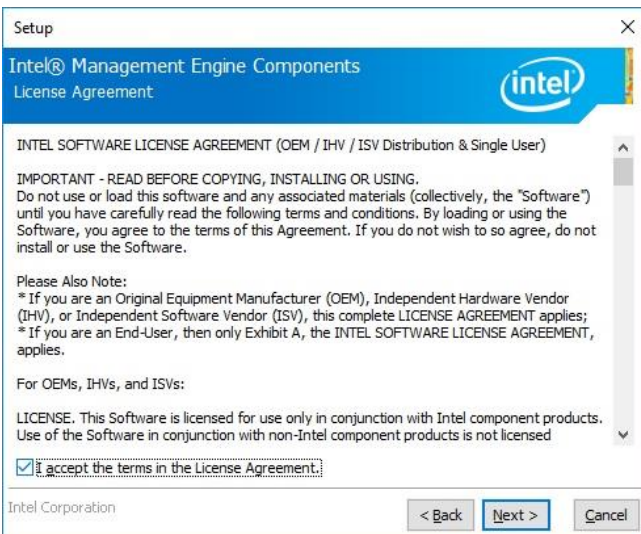 Setup
Intel® Management Engine Components
License Agreement
intel
INTEL SOFTWARE LICENSE AGREEMENT (OEM / IHV / ISV Distribution & Single User)
IMPORTANT - READ BEFORE COPYING, INSTALLING OR USING.
Do not use or load this software and any associated materials (collectively, the "Software")
until you have carefully read the following terms and conditions. By loading or using the
Software, you agree to the terms of this Agreement. If you do not wish to so agree, do not
install or use the Software.
Please Also Note:
* If you are an Original Equipment Manufacturer (OEM), Independent Hardware Vendor
(IHV), or Independent Software Vendor (ISV), this complete LICENSE AGREEMENT applies;
* If you are an End-User, then only Exhibit A, the INTEL SOFTWARE LICENSE AGREEMENT,
applies.
For OEMs, IHVs, and ISVs:
LICENSE. This Software is licensed for use only in conjunction with Intel component products.
Use of the Software in conjunction with non-Intel component products is not licensed
I accept the terms in the License Agreement.
Intel Corporation
< Back Next > Cancel